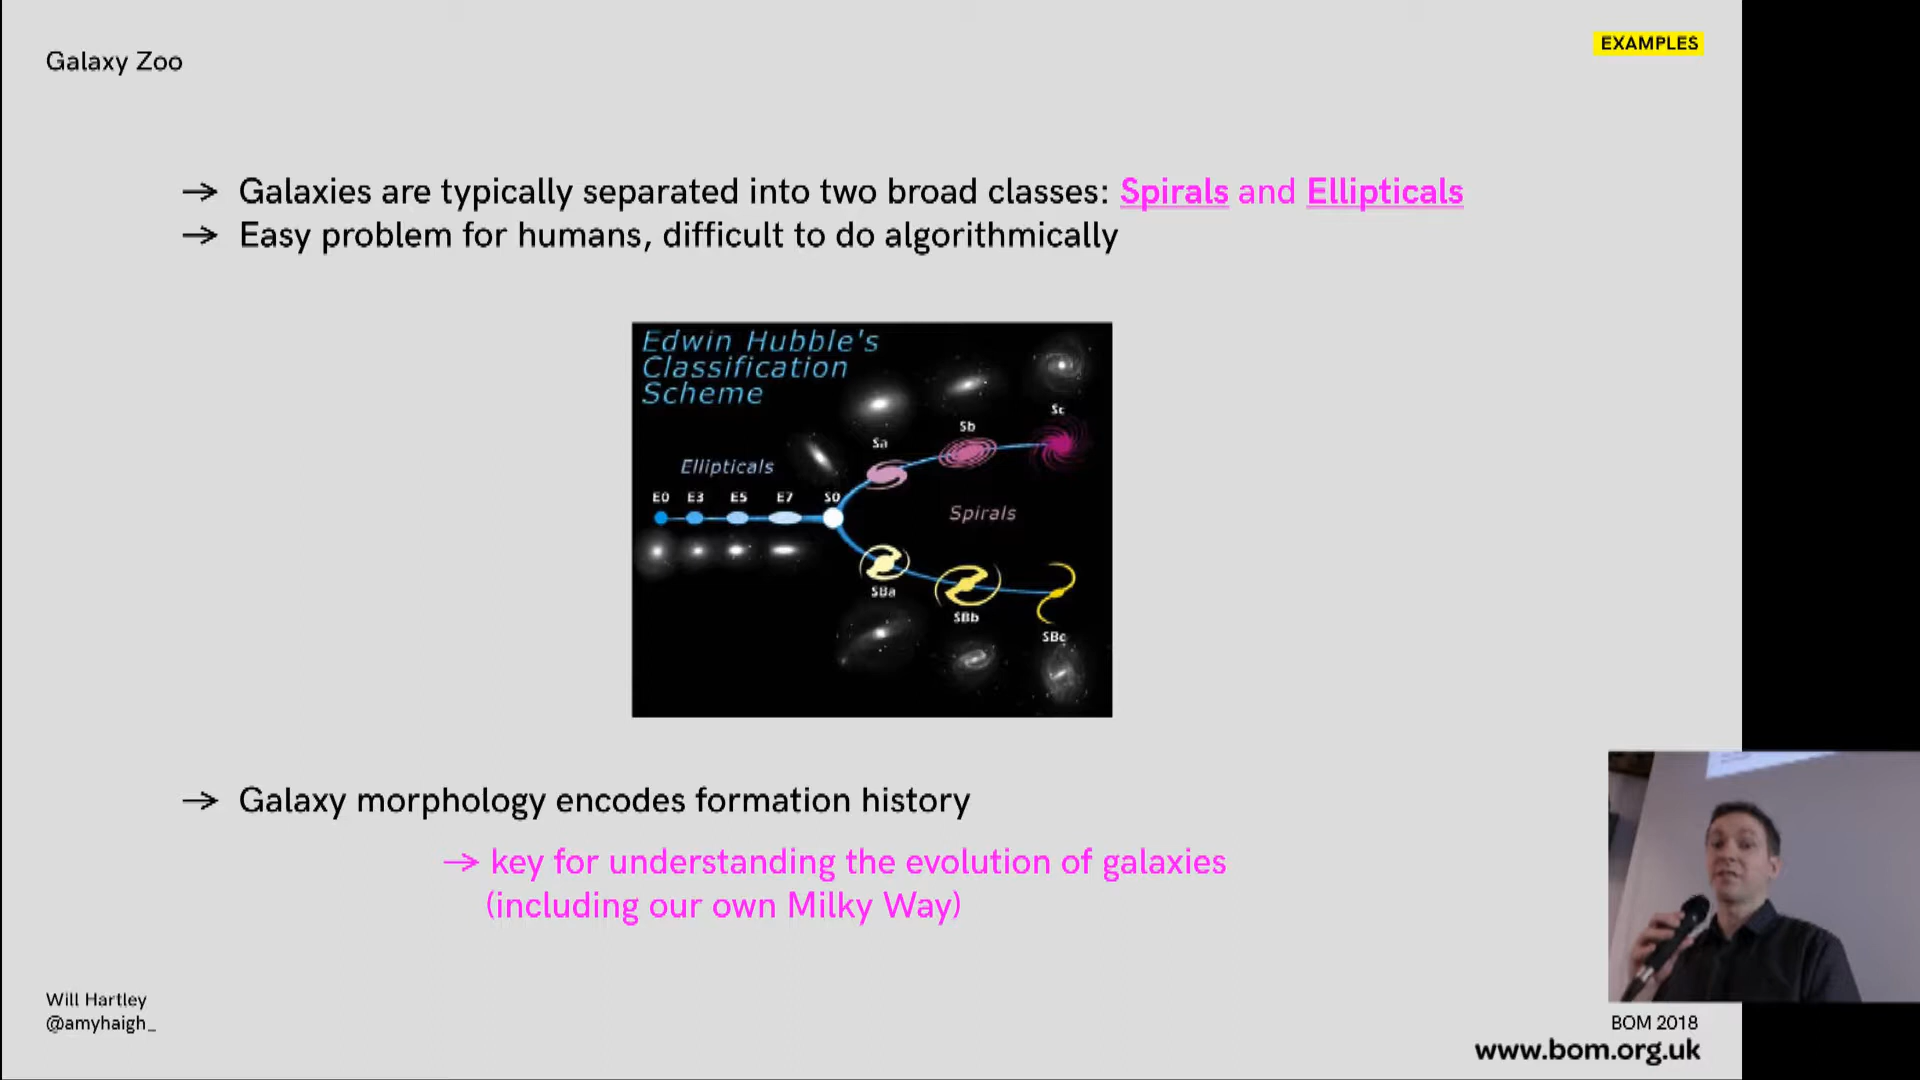 Galaxy Zoo
EXAMPLES
→ Galaxies are typically separated into two broad classes: Spirals and Ellipticals
→ Easy problem for humans, difficult to do algorithmically
Edwin Hubble's
Classification
Scheme
Sc
Sb
Sa
Ellipticals
E0 E3 E5 E7 S0
Spirals
SBa
SBb
SBc
→ Galaxy morphology encodes formation history
→ key for understanding the evolution of galaxies
(including our own Milky Way)
Will Hartley
@amyhaigh_
BOM 2018
www.bom.org.uk